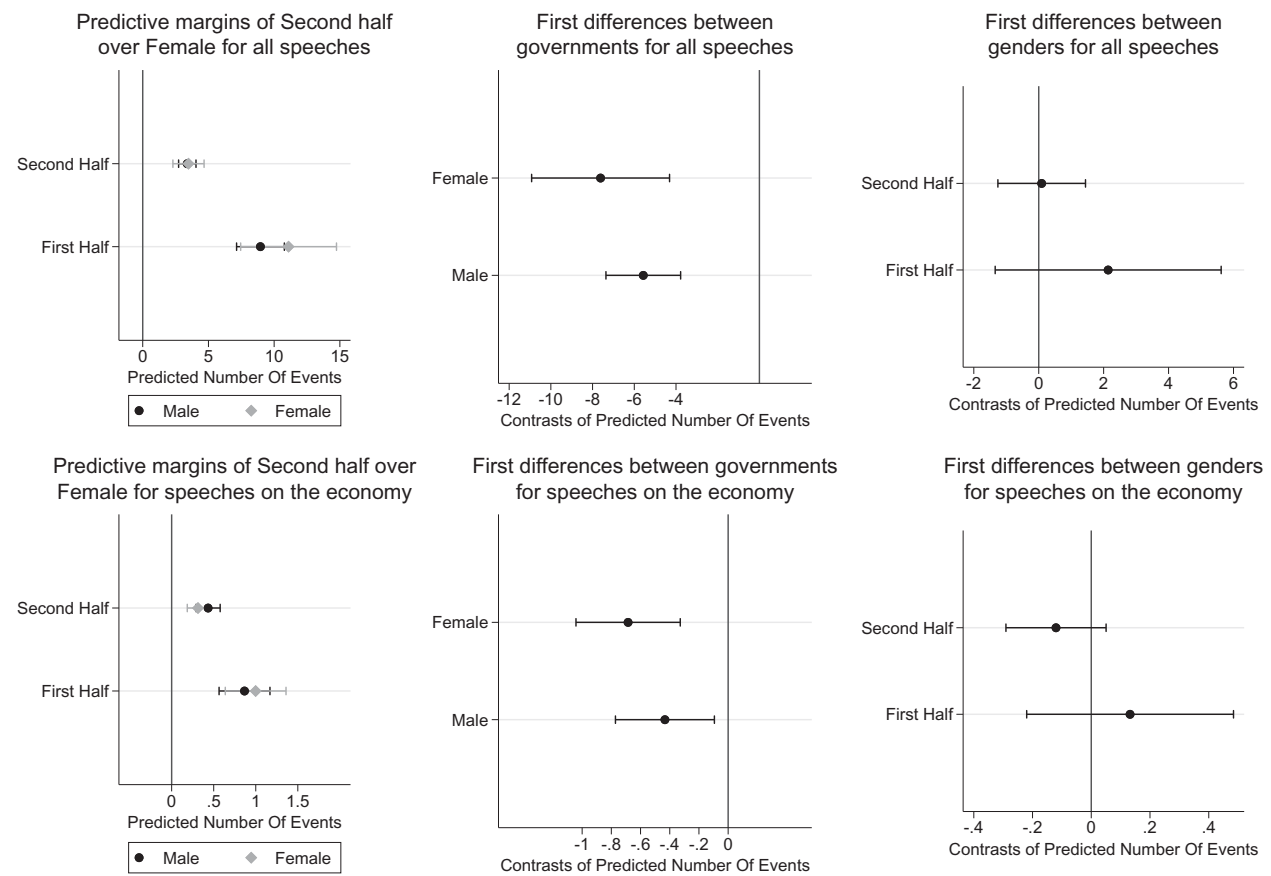 Predictive margins of Second half
over Female for all speeches
Second Half
First Half
0 5 10 15
Predicted Number Of Events
Male Female
First differences between
governments for all speeches
Female
Male
-12 -10 -8 -6 -4
Contrasts of Predicted Number Of Events
First differences between
genders for all speeches
Second Half
First Half
-2 0 2 4 6
Contrasts of Predicted Number Of Events
Predictive margins of Second half over
Female for speeches on the economy
Second Half
First Half
0 .5 1 1.5
Predicted Number Of Events
Male Female
First differences between governments
for speeches on the economy
Female
Male
-1 -.8 -.6 -.4 -.2 0
Contrasts of Predicted Number Of Events
First differences between genders
for speeches on the economy
Second Half
First Half
-.4 -.2 0 .2 .4
Contrasts of Predicted Number Of Events